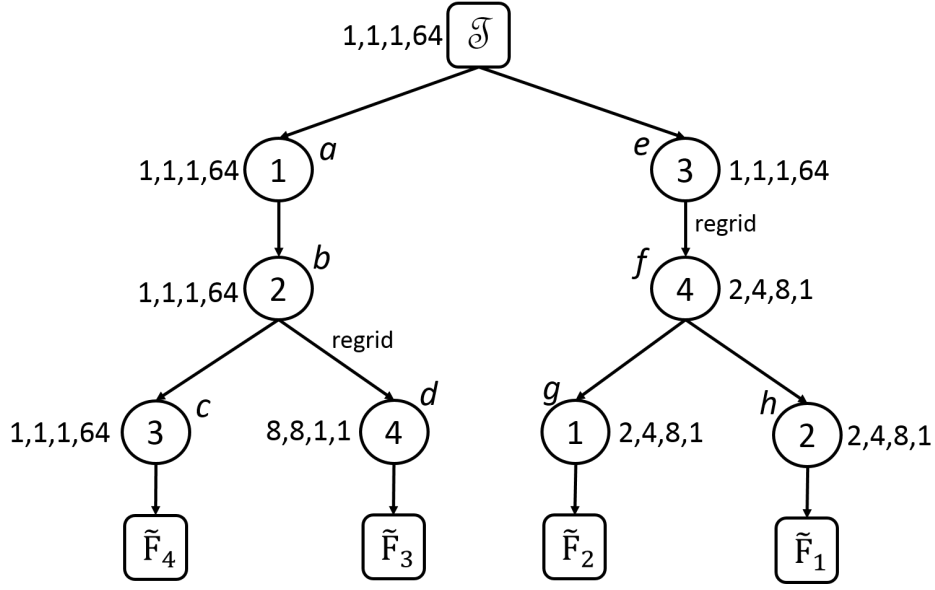 1,1,1,64 𝒯
a e
1,1,1,64 1 3 1,1,1,64
regrid
b f
1,1,1,64 2 4 2,4,8,1
regrid
c d g h
1,1,1,64 3 8,8,1,1 4 1 2,4,8,1 2 2,4,8,1
F̃₄ F̃₃ F̃₂ F̃₁